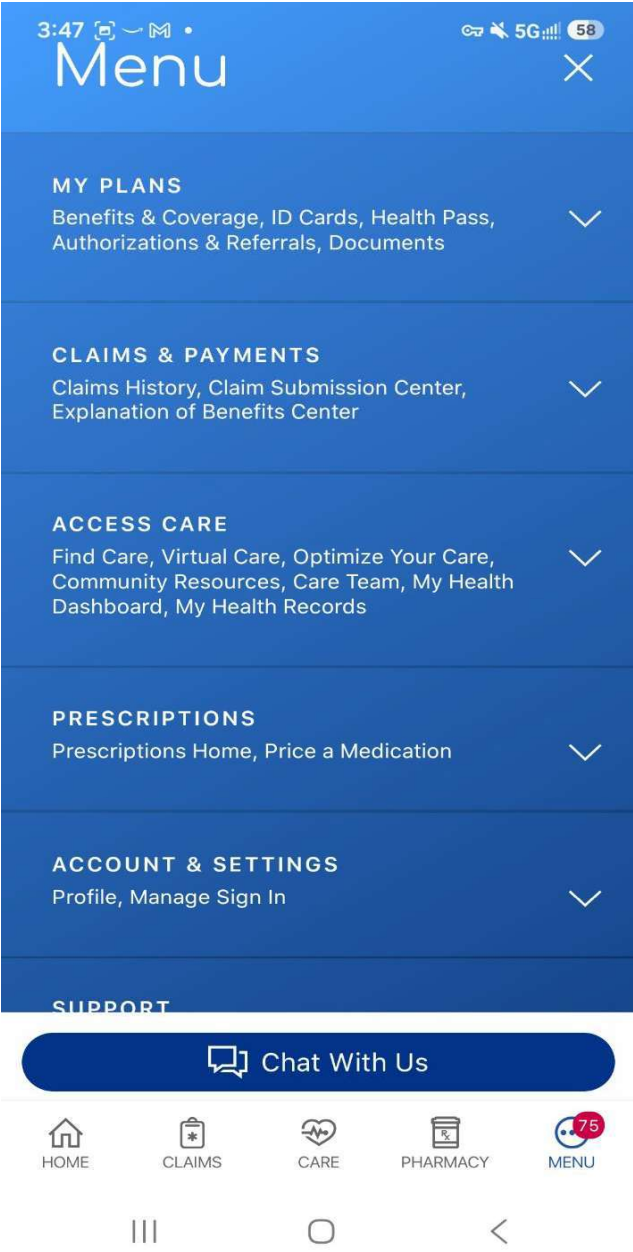 3:47 5G 58
Menu
MY PLANS
Benefits & Coverage, ID Cards, Health Pass,
Authorizations & Referrals, Documents
CLAIMS & PAYMENTS
Claims History, Claim Submission Center,
Explanation of Benefits Center
ACCESS CARE
Find Care, Virtual Care, Optimize Your Care,
Community Resources, Care Team, My Health
Dashboard, My Health Records
PRESCRIPTIONS
Prescriptions Home, Price a Medication
ACCOUNT & SETTINGS
Profile, Manage Sign In
SUPPORT
Chat With Us
75
HOME CLAIMS CARE PHARMACY MENU